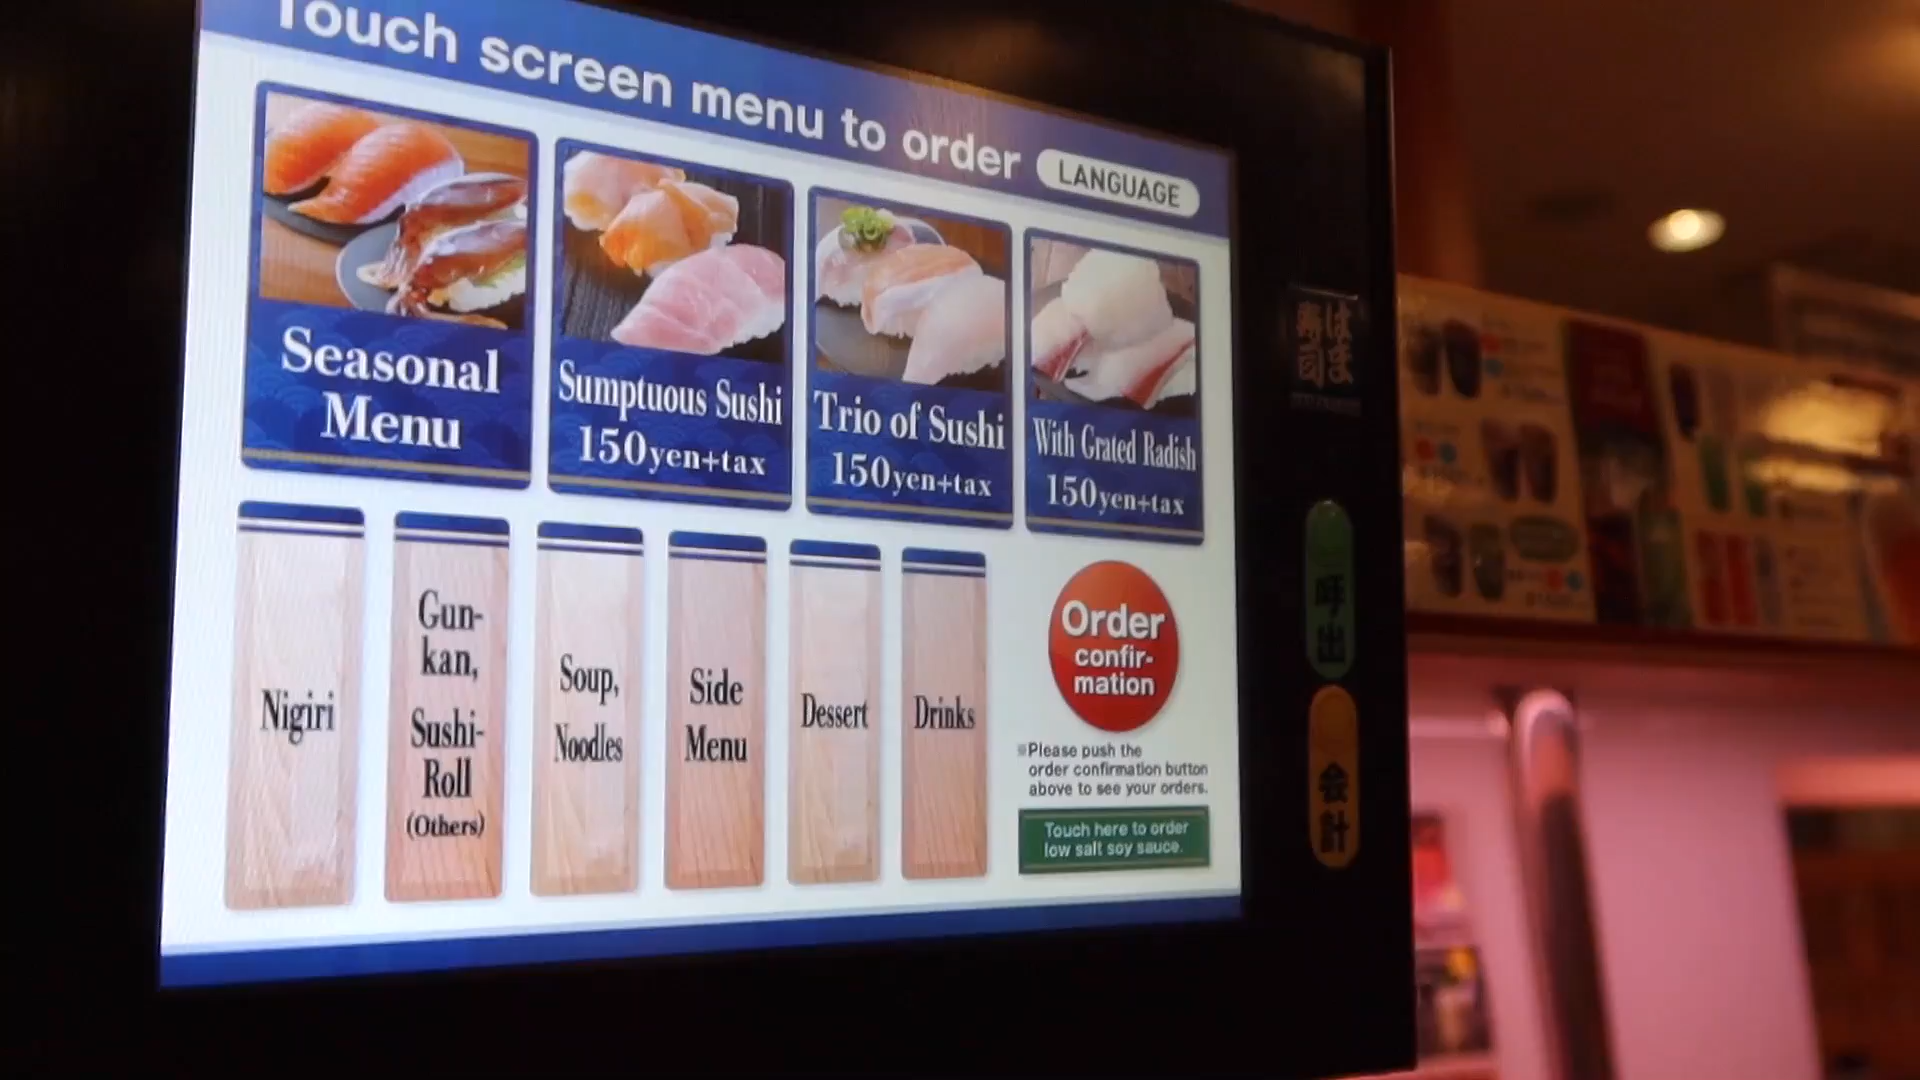 Touch screen menu to order
LANGUAGE
Seasonal
Menu
Sumptuous Sushi
150yen+tax
Trio of Sushi
150yen+tax
With Grated Radish
150yen+tax
Nigiri
Gun-
kan,
Sushi-
Roll
(Others)
Soup,
Noodles
Side
Menu
Dessert
Drinks
Order
confir-
mation
※Please push the
order confirmation button
above to see your orders.
Touch here to order
low salt soy sauce.
はま
寿司
呼出
会計